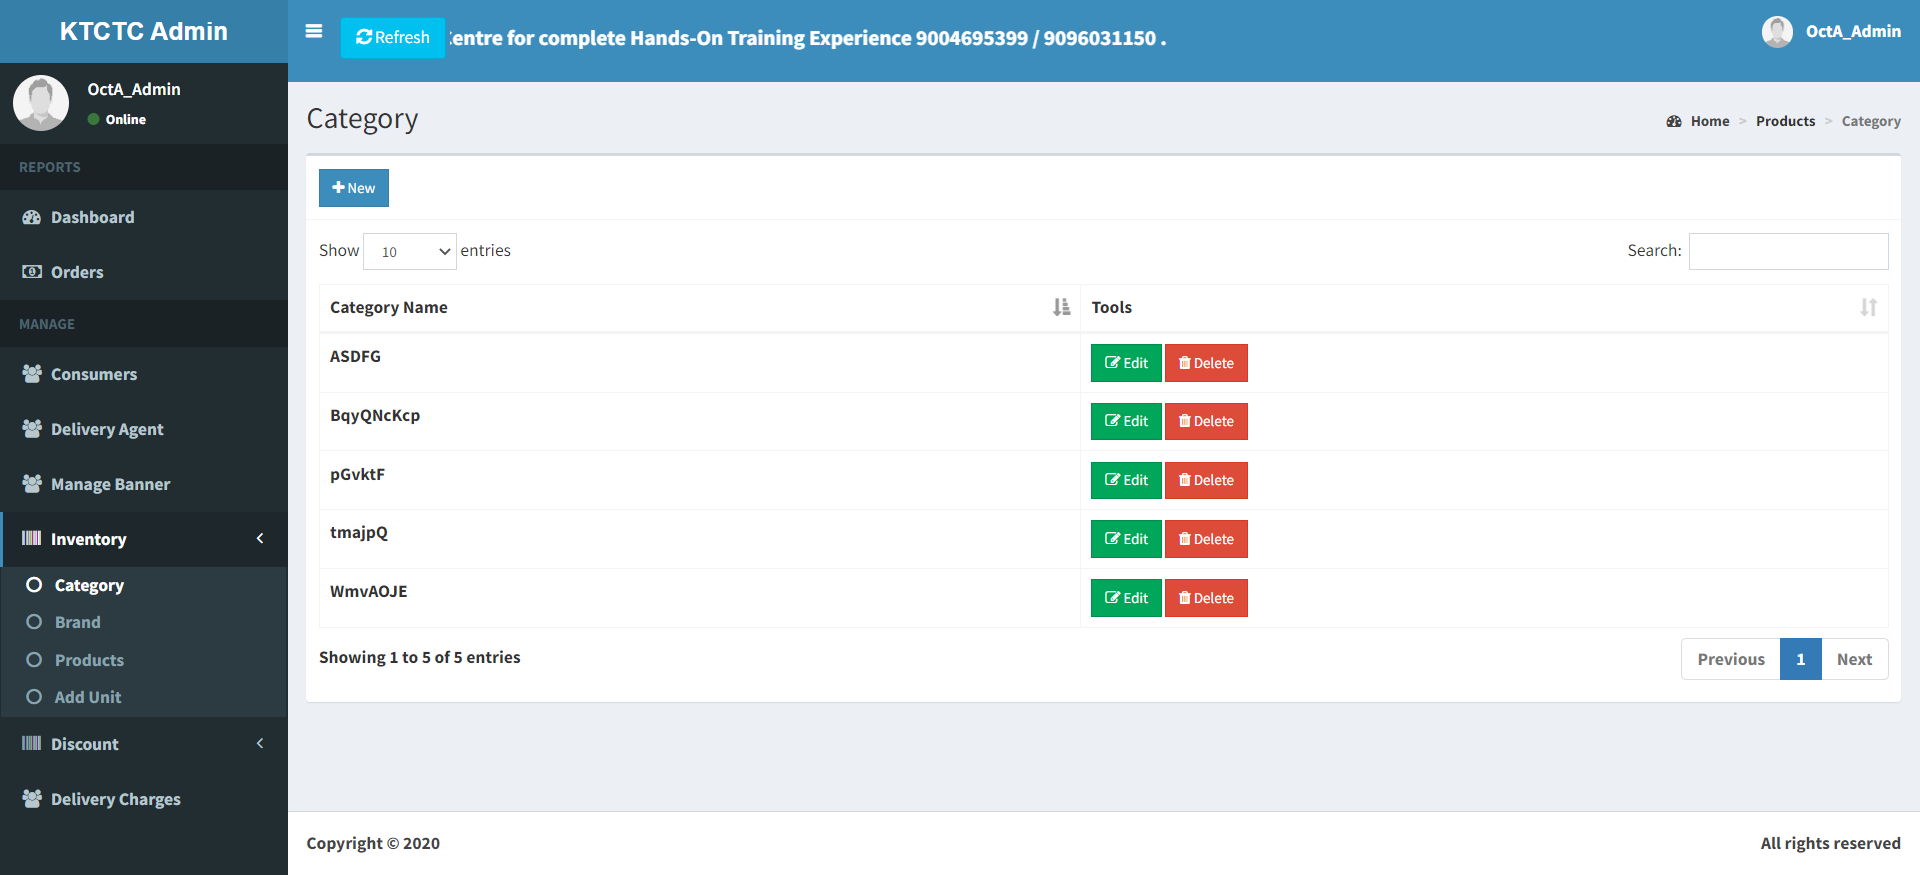 KTCTC Admin
Refresh
entre for complete Hands-On Training Experience 9004695399 / 9096031150 .
OctA_Admin
OctA_Admin
Online
REPORTS
Dashboard
Orders
MANAGE
Consumers
Delivery Agent
Manage Banner
Inventory
Category
Brand
Products
Add Unit
Discount
Delivery Charges
Category
Home > Products > Category
New
Show 10 entries
Search:
Category Name Tools
ASDFG Edit Delete
BqyQNcKcp Edit Delete
pGvktF Edit Delete
tmajpQ Edit Delete
WmvAOJE Edit Delete
Showing 1 to 5 of 5 entries
Previous 1 Next
Copyright © 2020
All rights reserved